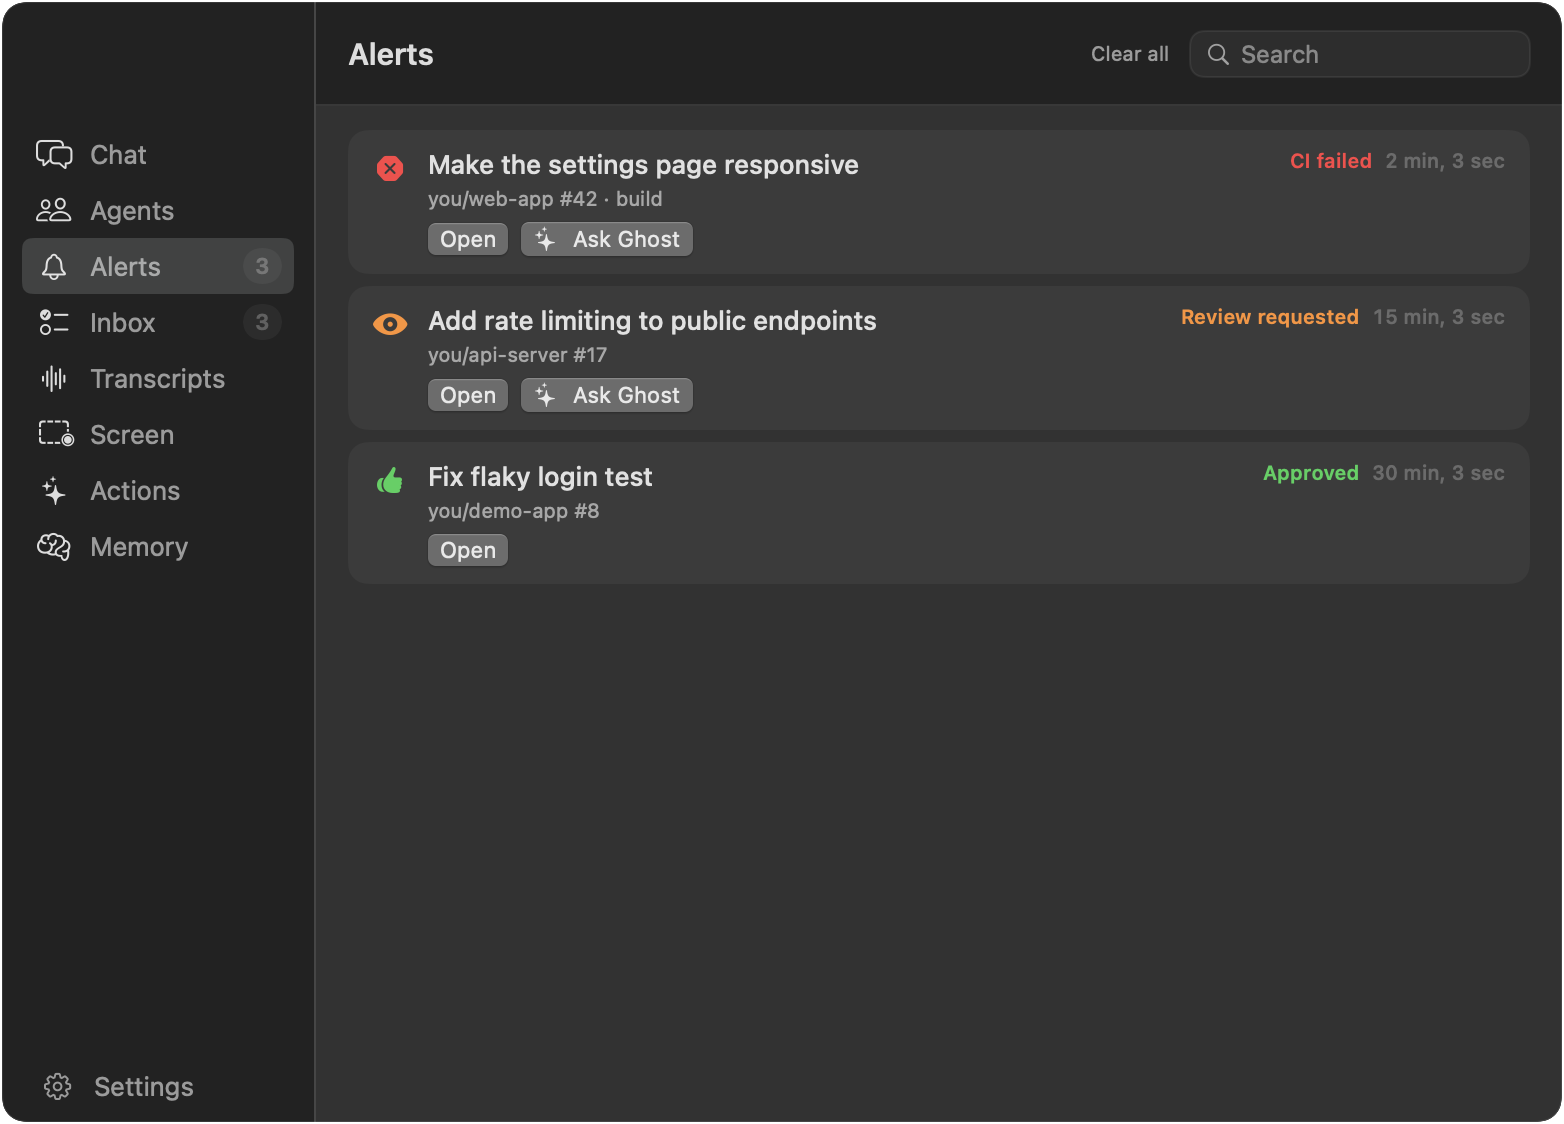 Alerts
Clear all
Search
Chat
Agents
Alerts 3
Inbox 3
Transcripts
Screen
Actions
Memory
Settings
Make the settings page responsive
CI failed 2 min, 3 sec
you/web-app #42 · build
Open Ask Ghost
Add rate limiting to public endpoints
Review requested 15 min, 3 sec
you/api-server #17
Open Ask Ghost
Fix flaky login test
Approved 30 min, 3 sec
you/demo-app #8
Open